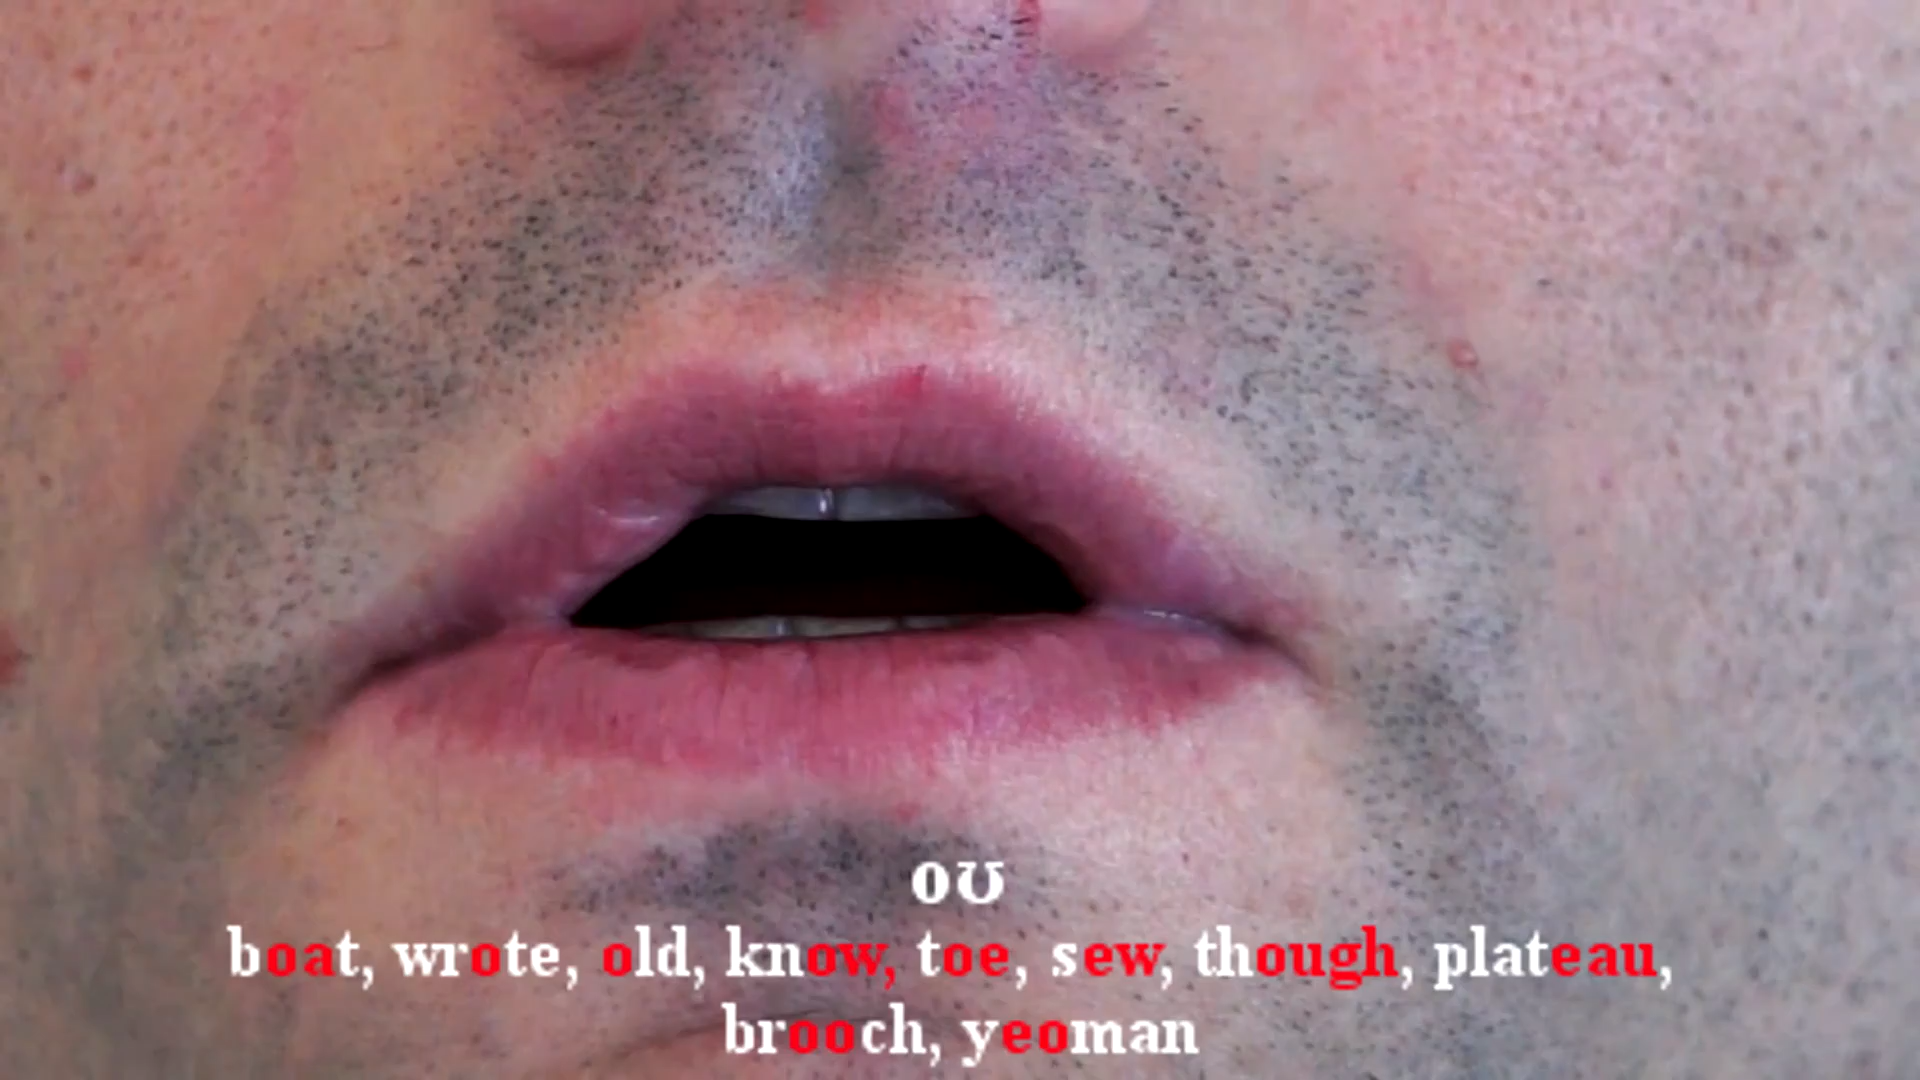 oʊ
boat, wrote, old, know, toe, sew, though, plateau,
brooch, yeoman